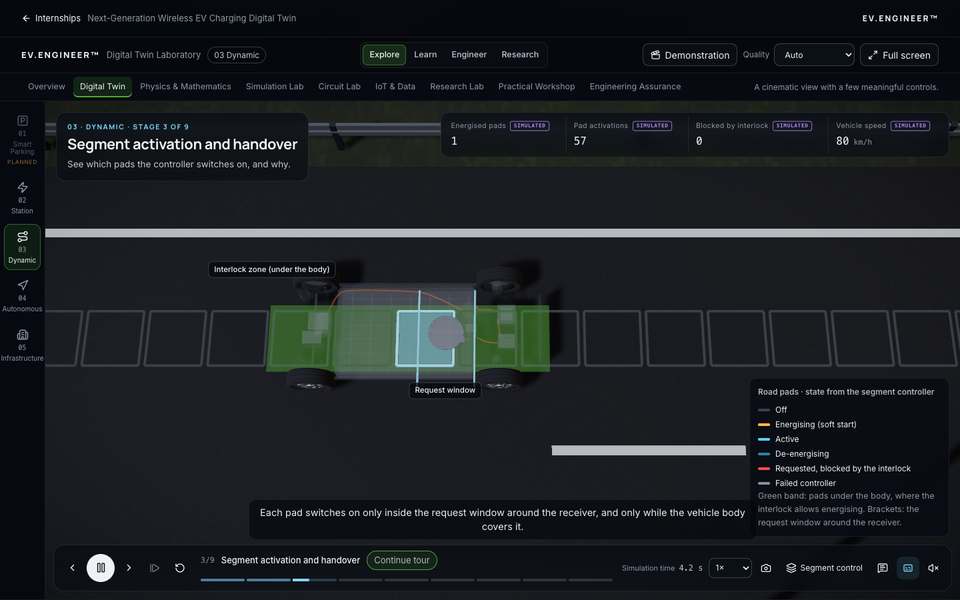 ← Internships Next-Generation Wireless EV Charging Digital Twin EV.ENGINEER™
EV.ENGINEER™ Digital Twin Laboratory 03 Dynamic Explore Learn Engineer Research Demonstration Quality Auto Full screen
Overview Digital Twin Physics & Mathematics Simulation Lab Circuit Lab IoT & Data Research Lab Practical Workshop Engineering Assurance A cinematic view with a few meaningful controls.
01
Smart
Parking
PLANNED
02
Station
03
Dynamic
04
Autonomous
05
Infrastructure
03 · DYNAMIC · STAGE 3 OF 9
Segment activation and handover
See which pads the controller switches on, and why.
Energised pads SIMULATED
1
Pad activations SIMULATED
57
Blocked by interlock SIMULATED
0
Vehicle speed SIMULATED
80 km/h
Interlock zone (under the body)
Request window
Road pads · state from the segment controller
Off
Energising (soft start)
Active
De-energising
Requested, blocked by the interlock
Failed controller
Green band: pads under the body, where the
interlock allows energising. Brackets: the
request window around the receiver.
Each pad switches on only inside the request window around the receiver, and only while the vehicle body
covers it.
3/9 Segment activation and handover Continue tour
Simulation time 4.2 s 1× Segment control